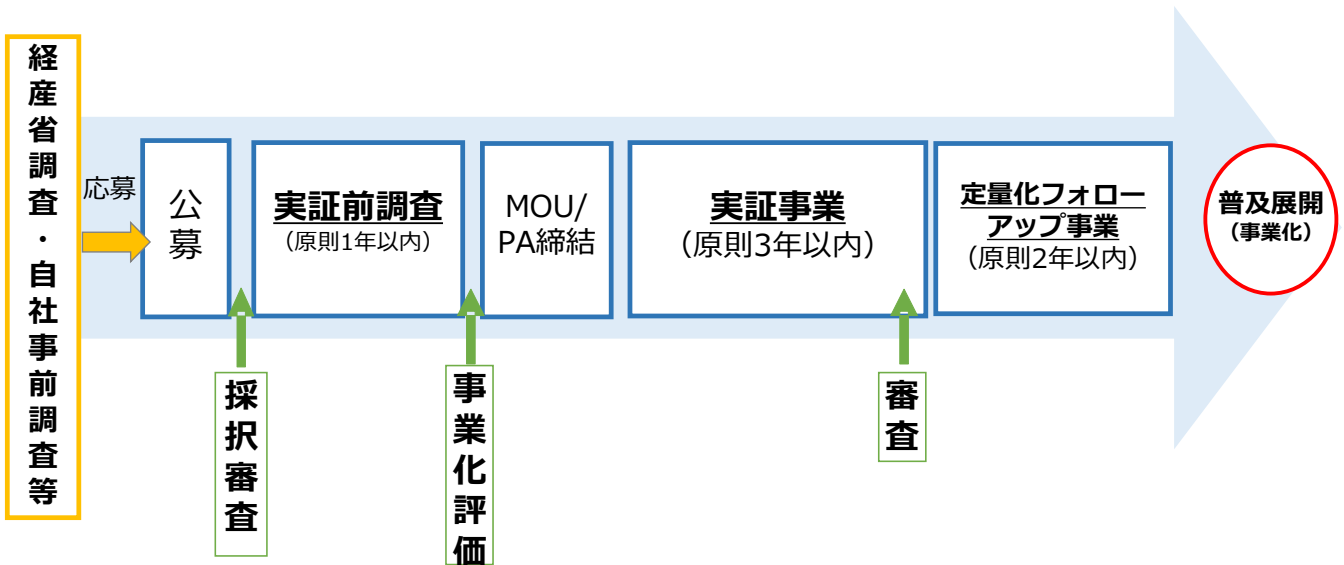 経産省調査・自社事前調査等
応募
公募
実証前調査
（原則1年以内）
MOU/
PA締結
実証事業
（原則3年以内）
定量化フォロー
アップ事業
（原則2年以内）
普及展開
（事業化）
採択審査
事業化評価
審査